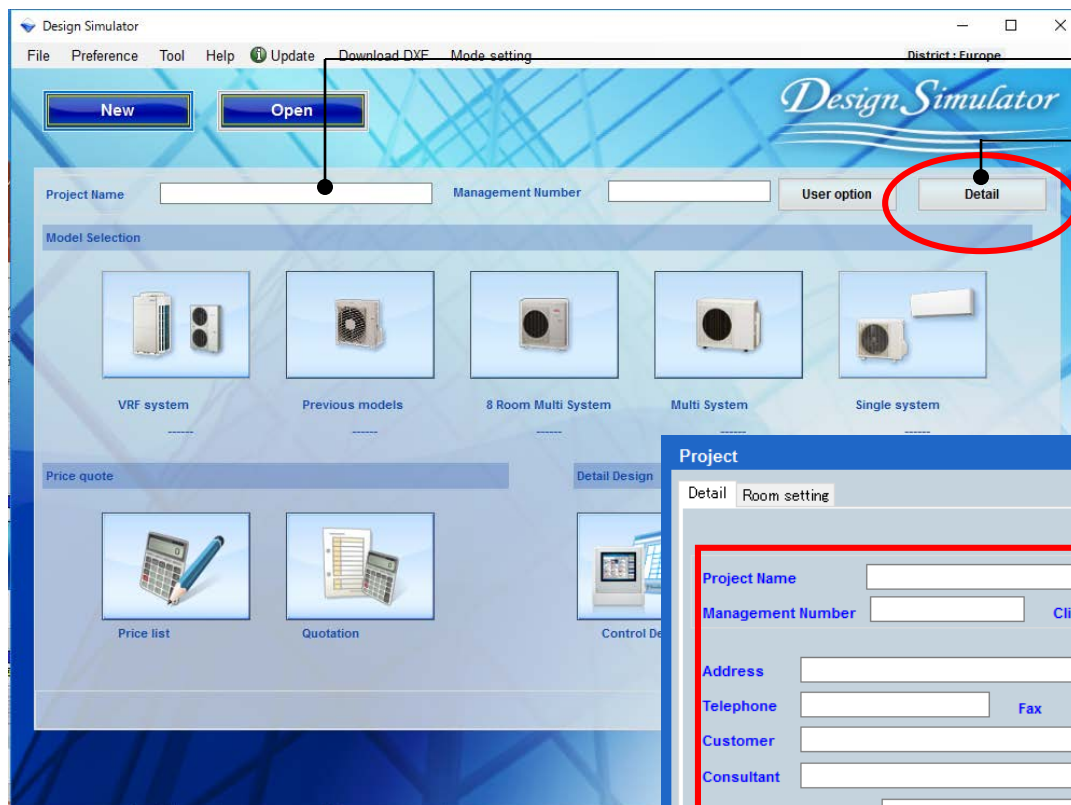 Design Simulator
File Preference Tool Help Update Download DXF Mode setting District : Europe
New Open Design Simulator
Project Name Management Number User option Detail
Model Selection
VRF system Previous models 8 Room Multi System Multi System Single system
------ ------ ------ ------ ------
Price quote Detail Design
Price list Quotation Control De
Project
Detail Room setting
Project Name
Management Number Cli
Address
Telephone Fax
Customer
Consultant